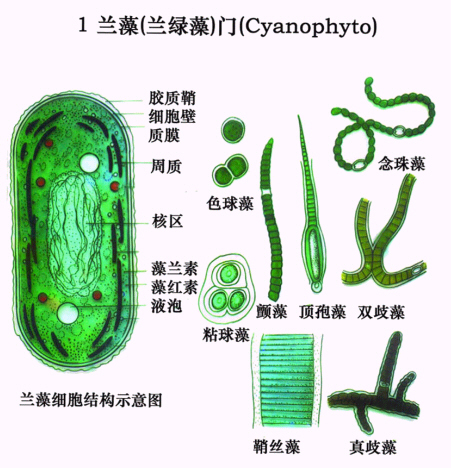 1 兰藻(兰绿藻)门(Cyanophyto)
胶质鞘
细胞壁
质膜
周质
核区
藻兰素
藻红素
液泡
兰藻细胞结构示意图
色球藻
粘球藻
颤藻
顶孢藻
念珠藻
双歧藻
鞘丝藻
真歧藻